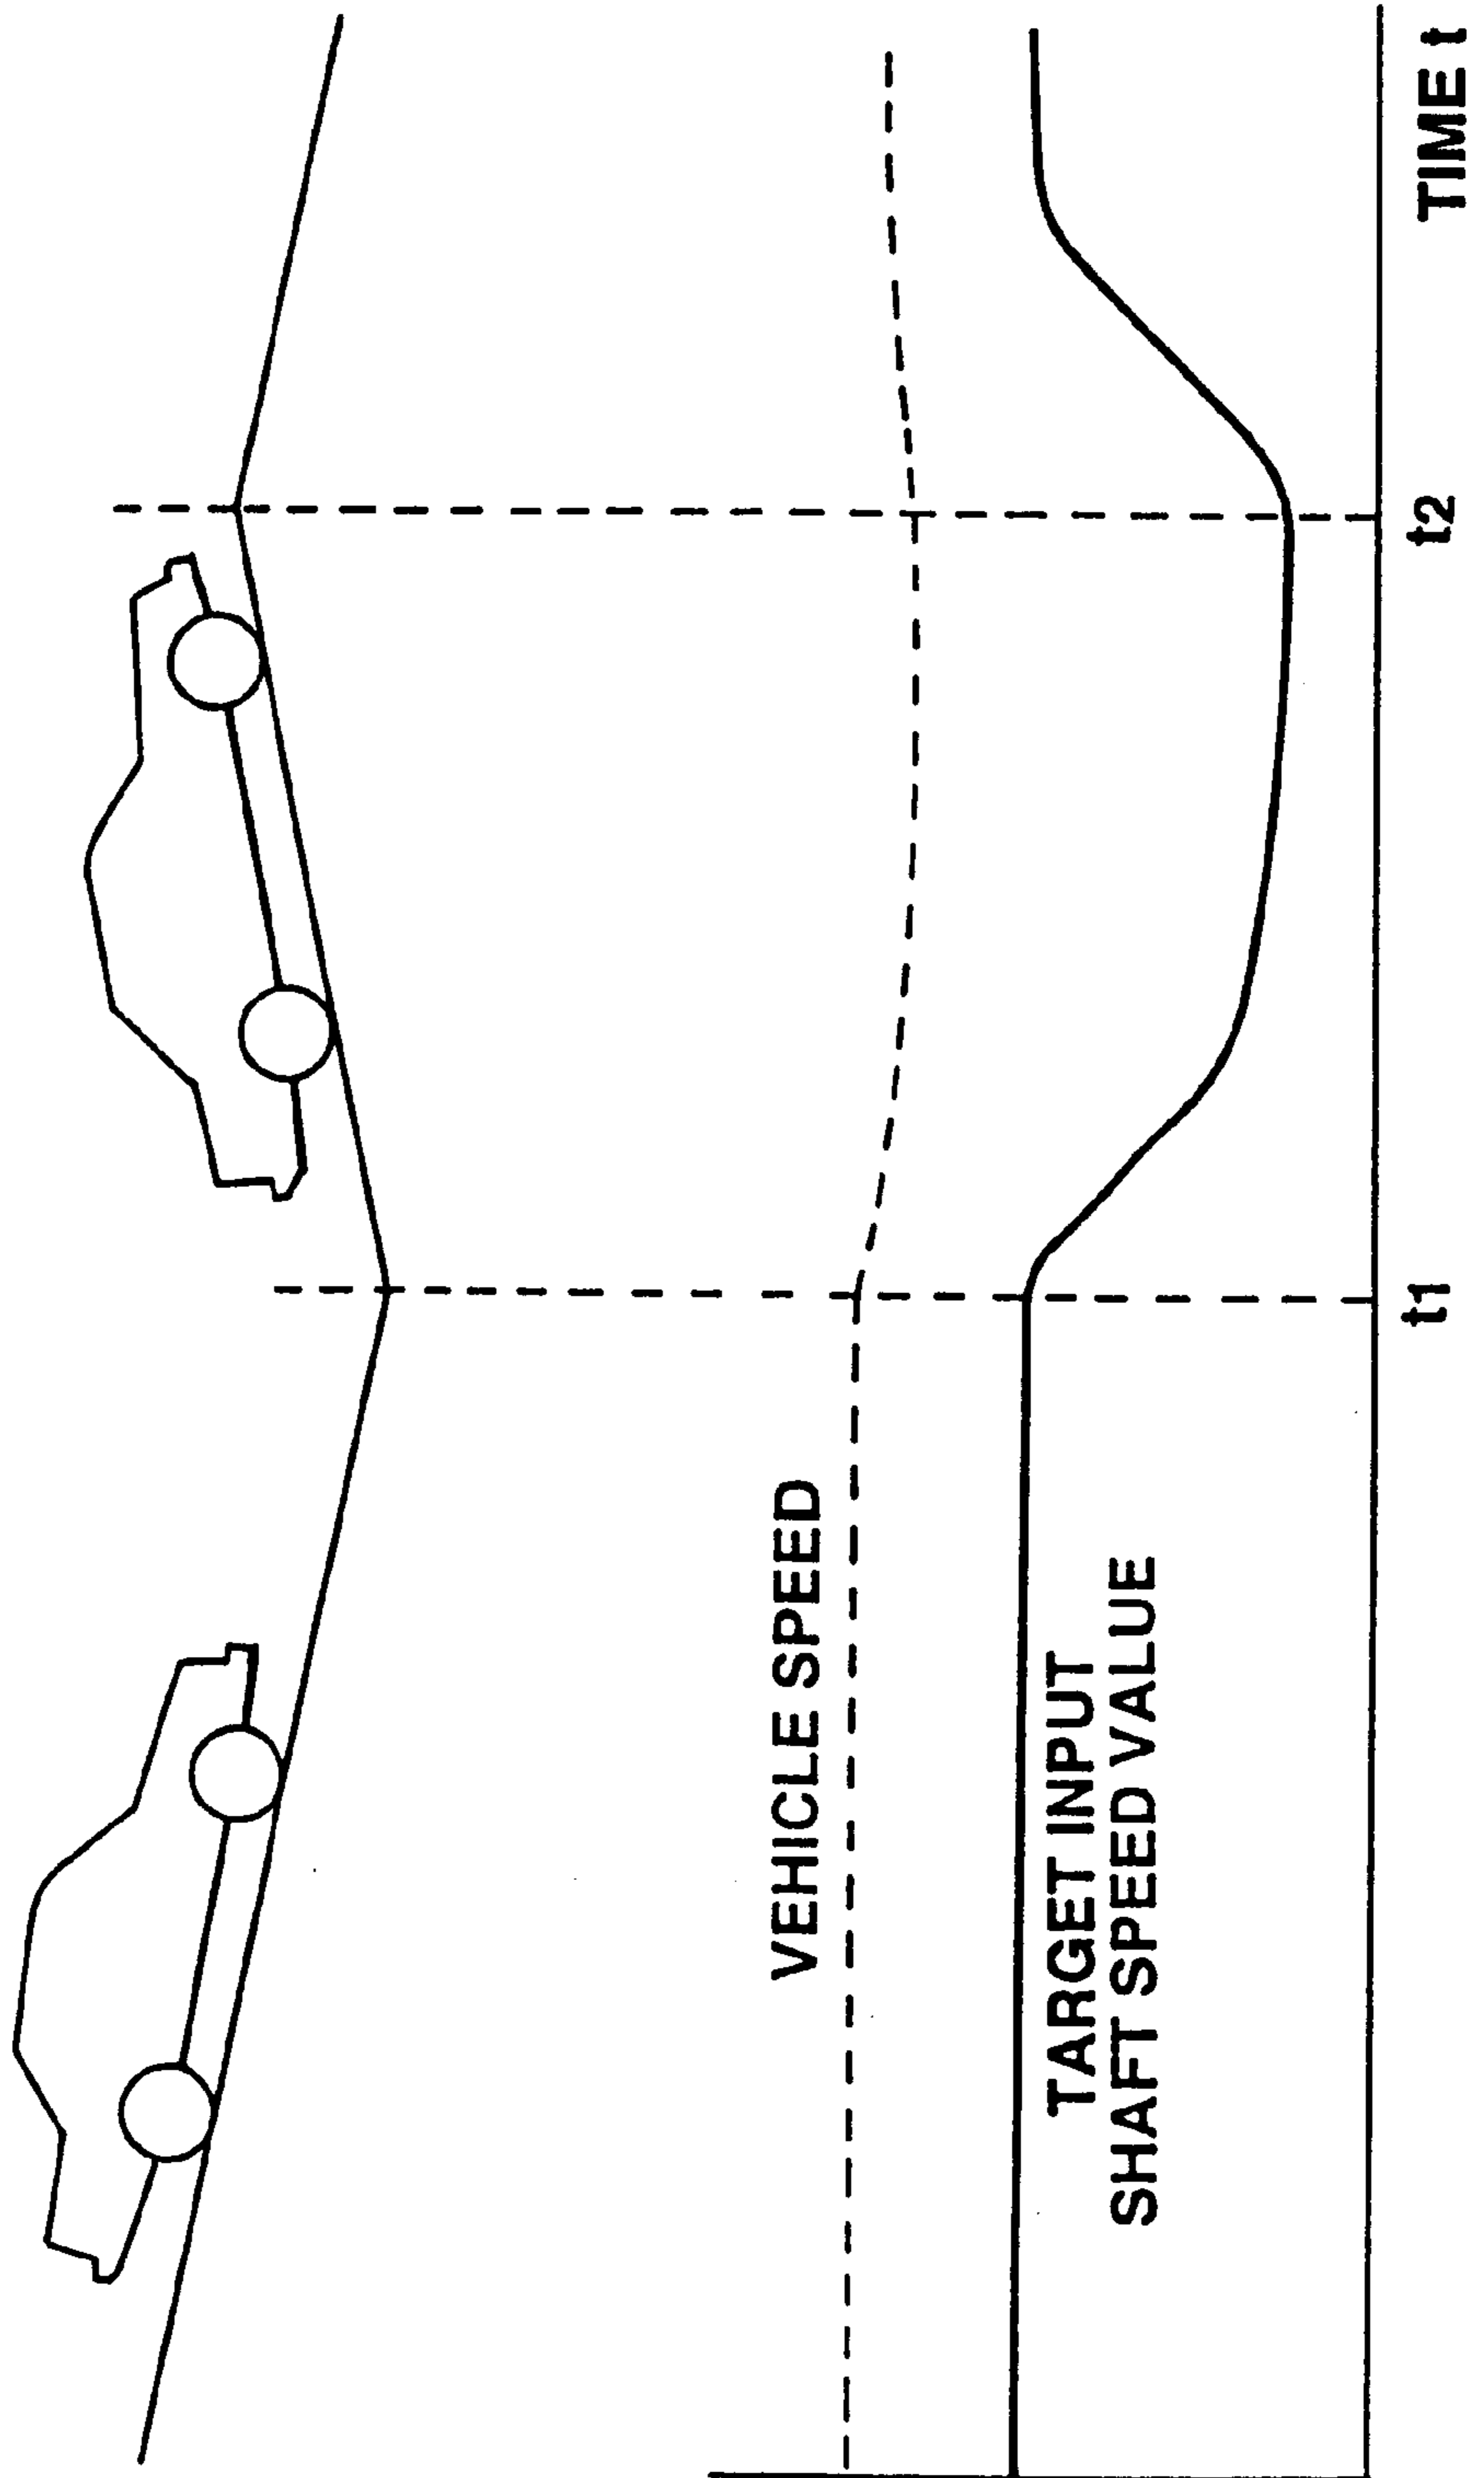 VEHICLE SPEED
TARGET INPUT
SHAFT SPEED VALUE
t1
t2
TIME t